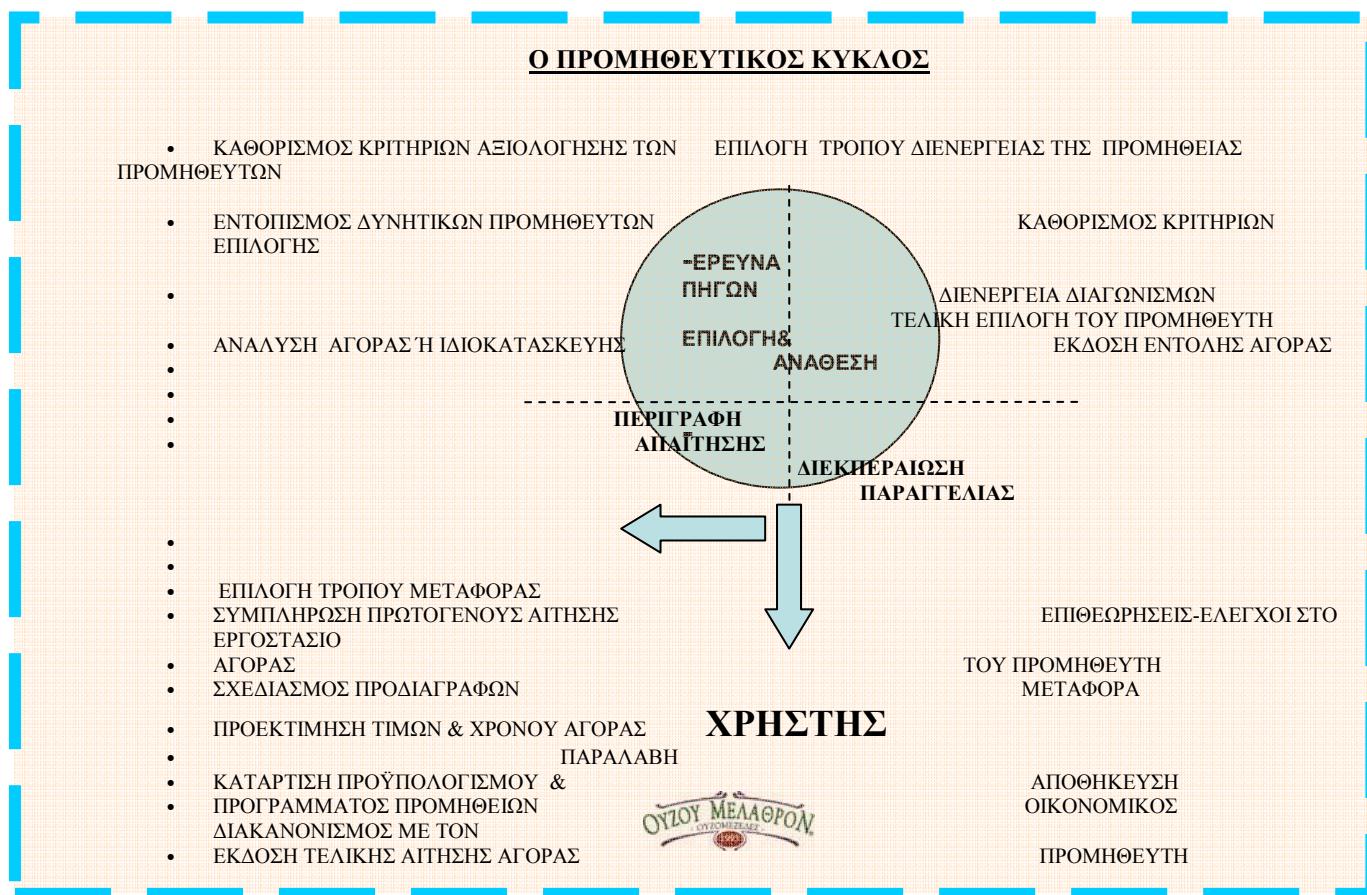 Ο ΠΡΟΜΗΘΕΥΤΙΚΟΣ ΚΥΚΛΟΣ
• ΚΑΘΟΡΙΣΜΟΣ ΚΡΙΤΗΡΙΩΝ ΑΞΙΟΛΟΓΗΣΗΣ ΤΩΝ ΕΠΙΛΟΓΗ ΤΡΟΠΟΥ ΔΙΕΝΕΡΓΕΙΑΣ ΤΗΣ ΠΡΟΜΗΘΕΙΑΣ
ΠΡΟΜΗΘΕΥΤΩΝ
• ΕΝΤΟΠΙΣΜΟΣ ΔΥΝΗΤΙΚΩΝ ΠΡΟΜΗΘΕΥΤΩΝ ΚΑΘΟΡΙΣΜΟΣ ΚΡΙΤΗΡΙΩΝ
ΕΠΙΛΟΓΗΣ
-ΕΡΕΥΝΑ
ΠΗΓΩΝ
• ΔΙΕΝΕΡΓΕΙΑ ΔΙΑΓΩΝΙΣΜΩΝ
ΤΕΛΙΚΗ ΕΠΙΛΟΓΗ ΤΟΥ ΠΡΟΜΗΘΕΥΤΗ
• ΑΝΑΛΥΣΗ ΑΓΟΡΑΣ Ή ΙΔΙΟΚΑΤΑΣΚΕΥΗΣ ΕΠΙΛΟΓΗ& ΕΚΔΟΣΗ ΕΝΤΟΛΗΣ ΑΓΟΡΑΣ
ΑΝΑΘΕΣΗ
•
•
• ΠΕΡΙΓΡΑΦΗ
• ΑΠΑΪΤΗΣΗΣ
ΔΙΕΚΠΕΡΑΙΩΣΗ
ΠΑΡΑΓΓΕΛΙΑΣ
•
•
• ΕΠΙΛΟΓΗ ΤΡΟΠΟΥ ΜΕΤΑΦΟΡΑΣ
• ΣΥΜΠΛΗΡΩΣΗ ΠΡΩΤΟΓΕΝΟΥΣ ΑΙΤΗΣΗΣ ΕΠΙΘΕΩΡΗΣΕΙΣ-ΕΛΕΓΧΟΙ ΣΤΟ
ΕΡΓΟΣΤΑΣΙΟ
• ΑΓΟΡΑΣ ΤΟΥ ΠΡΟΜΗΘΕΥΤΗ
• ΣΧΕΔΙΑΣΜΟΣ ΠΡΟΔΙΑΓΡΑΦΩΝ ΜΕΤΑΦΟΡΑ
• ΠΡΟΕΚΤΙΜΗΣΗ ΤΙΜΩΝ & ΧΡΟΝΟΥ ΑΓΟΡΑΣ ΧΡΗΣΤΗΣ
• ΠΑΡΑΛΑΒΗ
• ΚΑΤΑΡΤΙΣΗ ΠΡΟΫΠΟΛΟΓΙΣΜΟΥ & ΑΠΟΘΗΚΕΥΣΗ
• ΠΡΟΓΡΑΜΜΑΤΟΣ ΠΡΟΜΗΘΕΙΩΝ ΟΙΚΟΝΟΜΙΚΟΣ
ΔΙΑΚΑΝΟΝΙΣΜΟΣ ΜΕ ΤΟΝ
• ΕΚΔΟΣΗ ΤΕΛΙΚΗΣ ΑΙΤΗΣΗΣ ΑΓΟΡΑΣ ΠΡΟΜΗΘΕΥΤΗ
ΟΥΖΟΥ ΜΕΛΑΘΡΟΝ